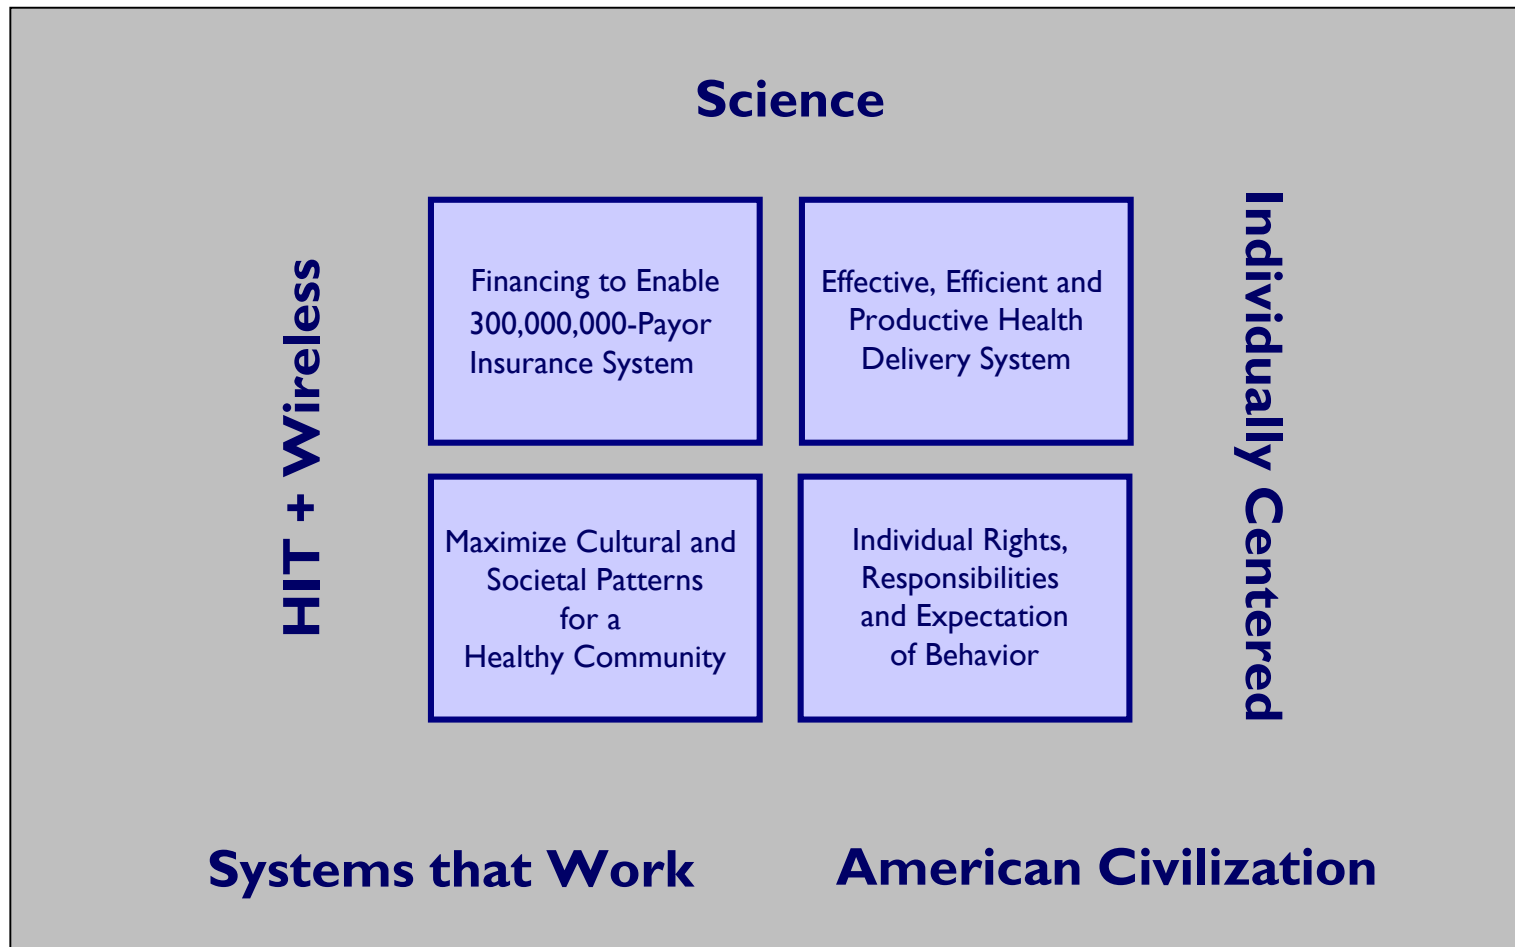 Science
HIT + Wireless
Financing to Enable
300,000,000-Payor
Insurance System
Effective, Efficient and
Productive Health
Delivery System
Individually Centered
Maximize Cultural and
Societal Patterns
for a
Healthy Community
Individual Rights,
Responsibilities
and Expectation
of Behavior
Systems that Work
American Civilization